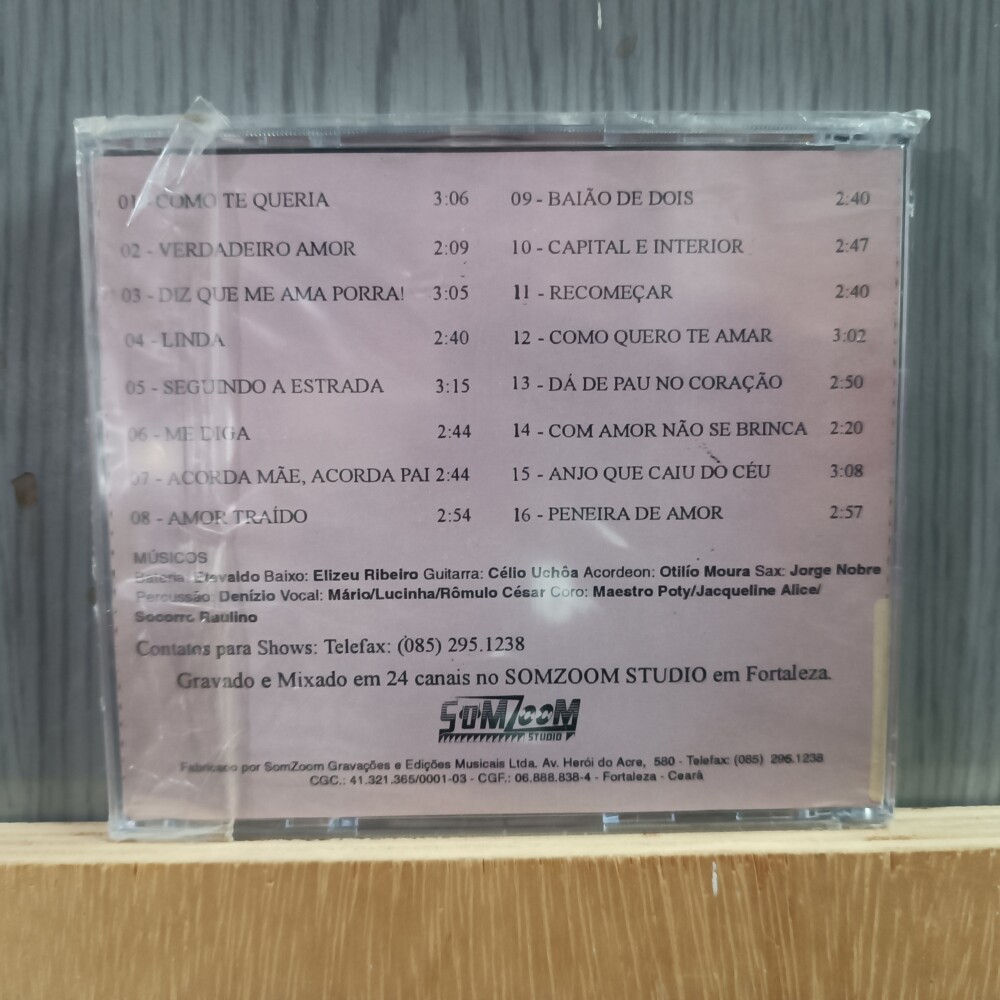 01 - COMO TE QUERIA 3:06
02 - VERDADEIRO AMOR 2:09
03 - DIZ QUE ME AMA PORRA! 3:05
04 - LINDA 2:40
05 - SEGUINDO A ESTRADA 3:15
06 - ME DIGA 2:44
07 - ACORDA MÃE, ACORDA PAI 2:44
08 - AMOR TRAÍDO 2:54
09 - BAIÃO DE DOIS 2:40
10 - CAPITAL E INTERIOR 2:47
11 - RECOMEÇAR 2:40
12 - COMO QUERO TE AMAR 3:02
13 - DÁ DE PAU NO CORAÇÃO 2:50
14 - COM AMOR NÃO SE BRINCA 2:20
15 - ANJO QUE CAIU DO CÉU 3:08
16 - PENEIRA DE AMOR 2:57
MÚSICOS
Bateria: Etevaldo Baixo: Elizeu Ribeiro Guitarra: Célio Uchôa Acordeon: Otilío Moura Sax: Jorge Nobre
Percussão: Denízio Vocal: Mário/Lucinha/Rômulo César Coro: Maestro Poty/Jacqueline Alice/
Socorro Raulino
Contatos para Shows: Telefax: (085) 295.1238
Gravado e Mixado em 24 canais no SOMZOOM STUDIO em Fortaleza.
SOMZOOM
STUDIO
Fabricado por SomZoom Gravações e Edições Musicais Ltda. Av. Herói do Acre, 580 - Telefax: (085) 295.1238
CGC.: 41.321.365/0001-03 - CGF.: 06.888.838-4 - Fortaleza - Ceará